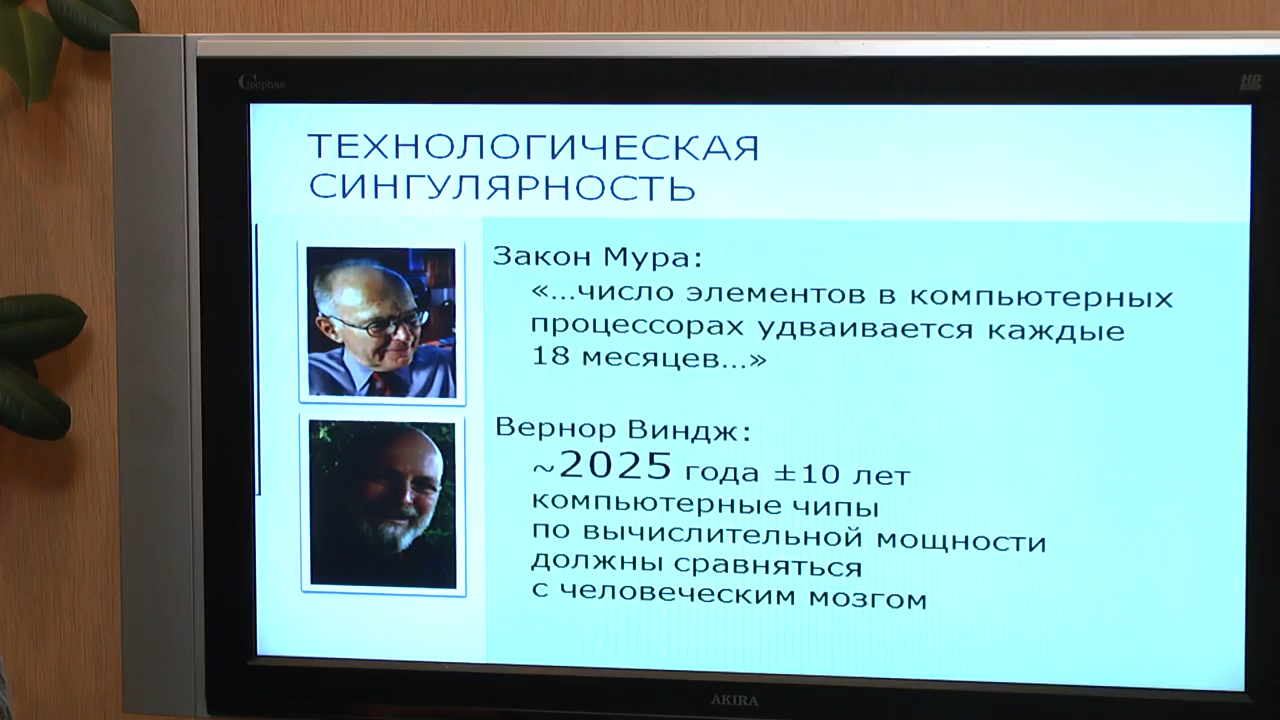 HD
ТЕХНОЛОГИЧЕСКАЯ
СИНГУЛЯРНОСТЬ
Закон Мура:
«...число элементов в компьютерных
процессорах удваивается каждые
18 месяцев...»
Вернор Виндж:
~2025 года ±10 лет
компьютерные чипы
по вычислительной мощности
должны сравняться
с человеческим мозгом
AKIRA